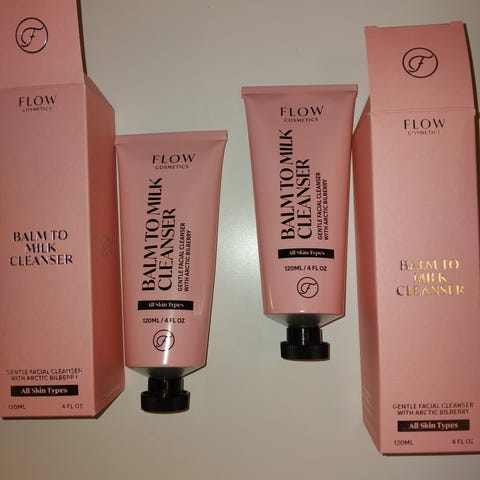 F
FLOW
COSMETICS
BALM TO
MILK
CLEANSER
GENTLE FACIAL CLEANSER
WITH ARCTIC BILBERRY
All Skin Types
120ML 4 FL OZ
FLOW
COSMETICS
BALM TO MILK
CLEANSER
GENTLE FACIAL CLEANSER
WITH ARCTIC BILBERRY
All Skin Types
120ML / 4 FL OZ
F
FLOW
COSMETICS
BALM TO MILK
CLEANSER
GENTLE FACIAL CLEANSER
WITH ARCTIC BILBERRY
All Skin Types
120ML / 4 FL OZ
F
F
FLOW
COSMETICS
BALM TO
MILK
CLEANSER
GENTLE FACIAL CLEANSER
WITH ARCTIC BILBERRY
All Skin Types
120ML 4 FL OZ